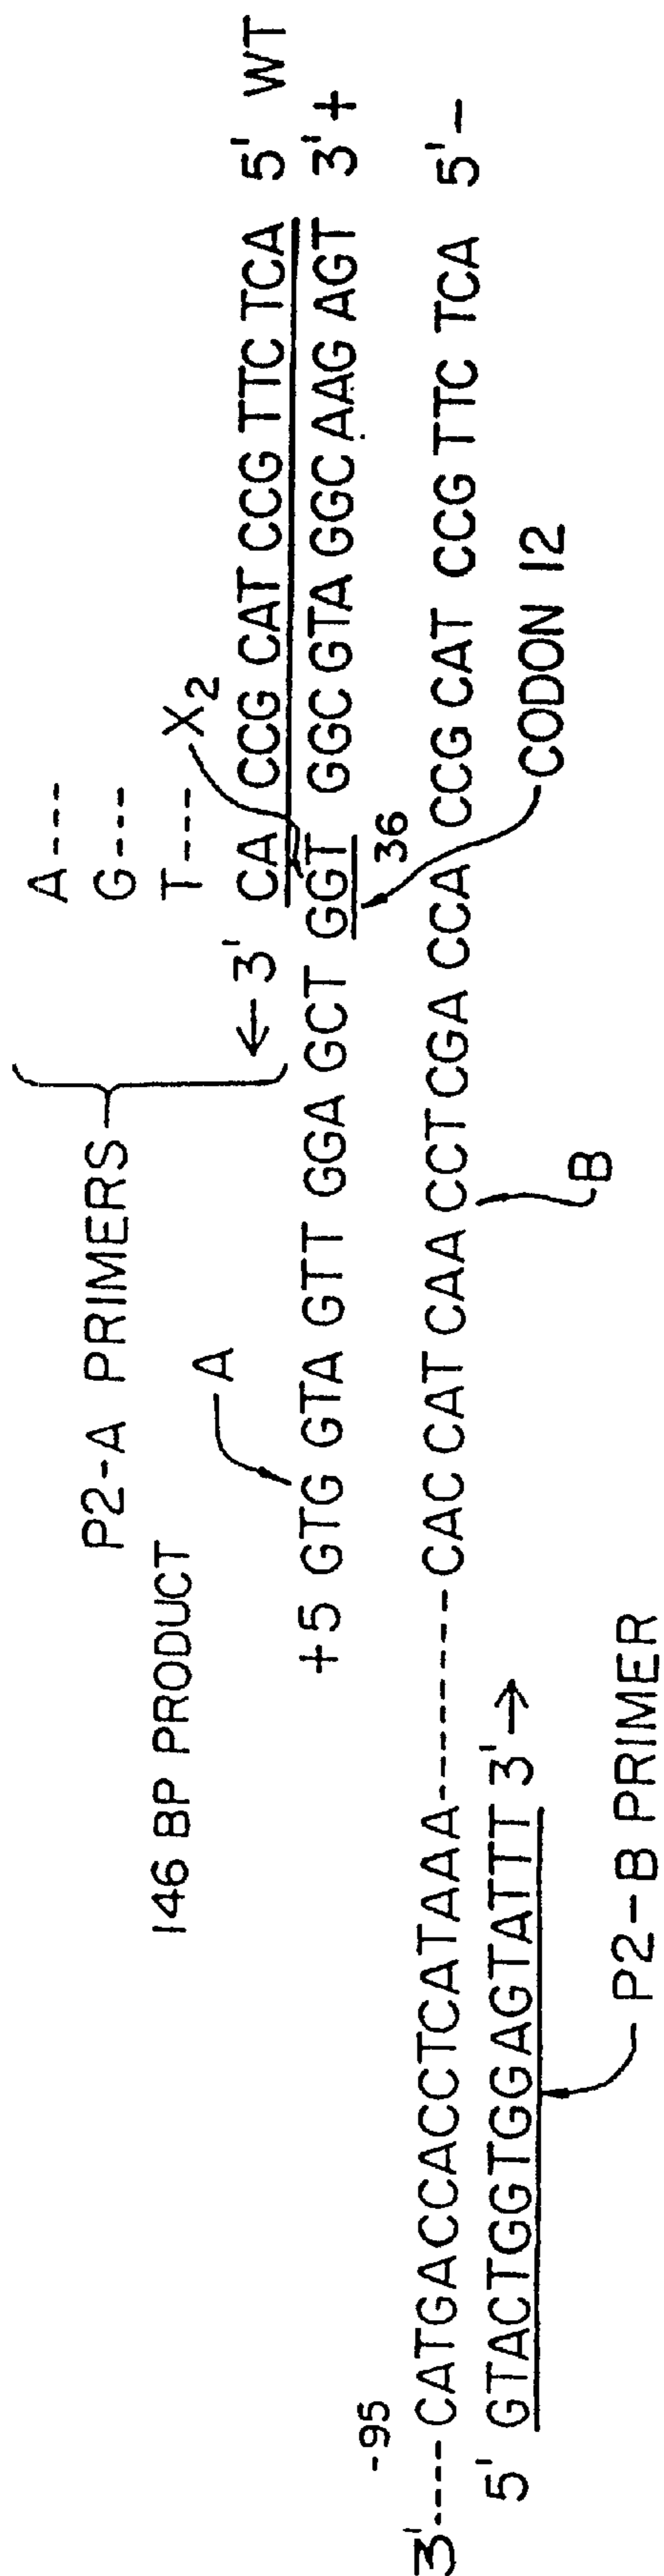 A----
G---
T---
X2
P2-A PRIMERS
146 BP PRODUCT
← 3' CA CCG CAT CCG TTC TCA 5' WT
A
+5 GTG GTA GTT GGA GCT GGT GGC GTA GGC AAG AGT 3'+
36
-95
3'---- CATGACCACCTCATAAA--------- CAC CAT CAA CCT CGA CCA CCG CAT CCG TTC TCA 5'-
5' GTACTGGTGGAGTATTT 3'→
B
CODON 12
P2-B PRIMER